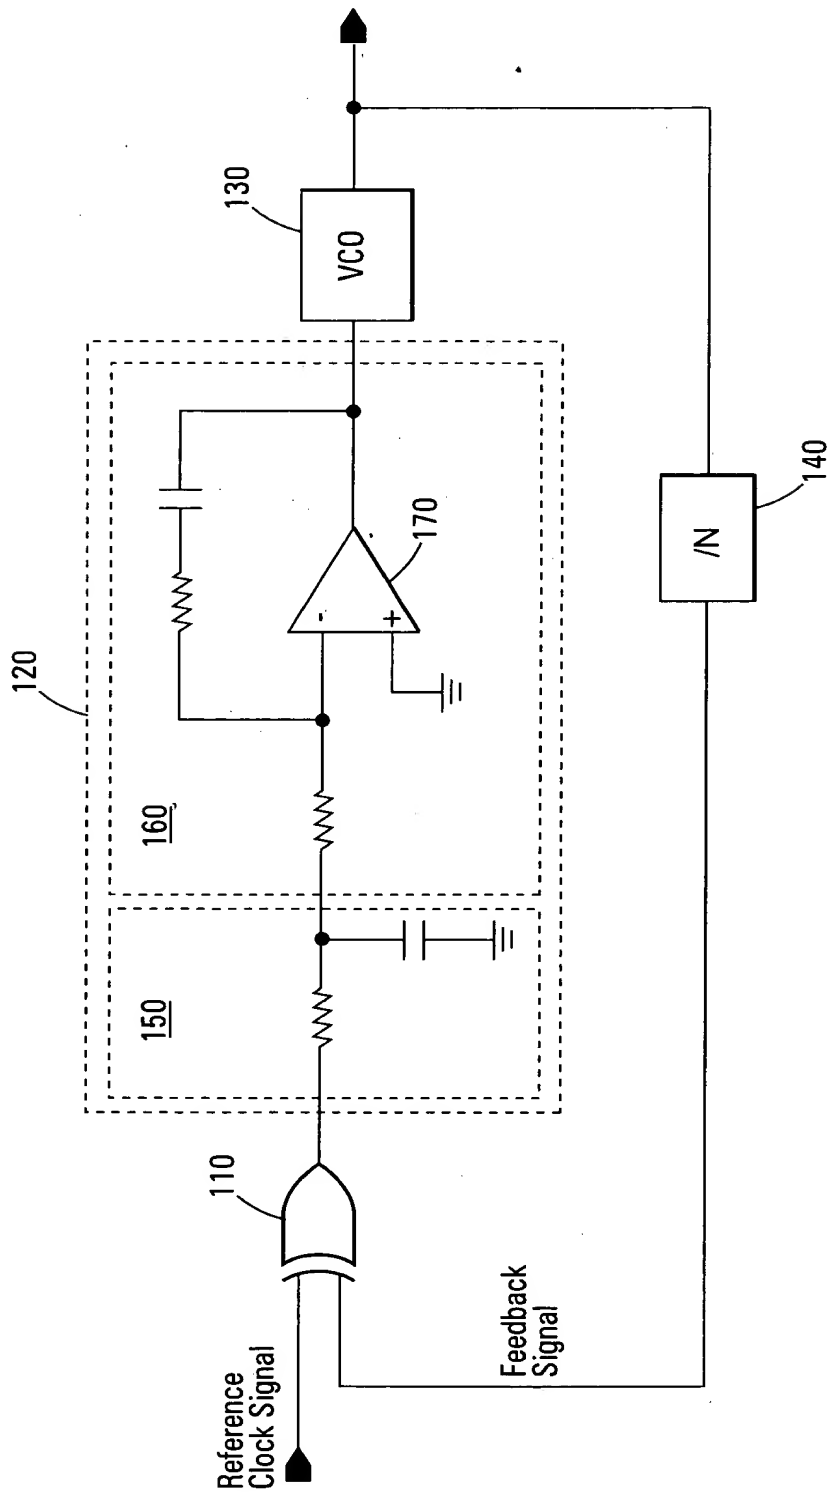 120
130
VCO
160
150
170
-
+
110
Reference
Clock Signal
Feedback
Signal
/N
140